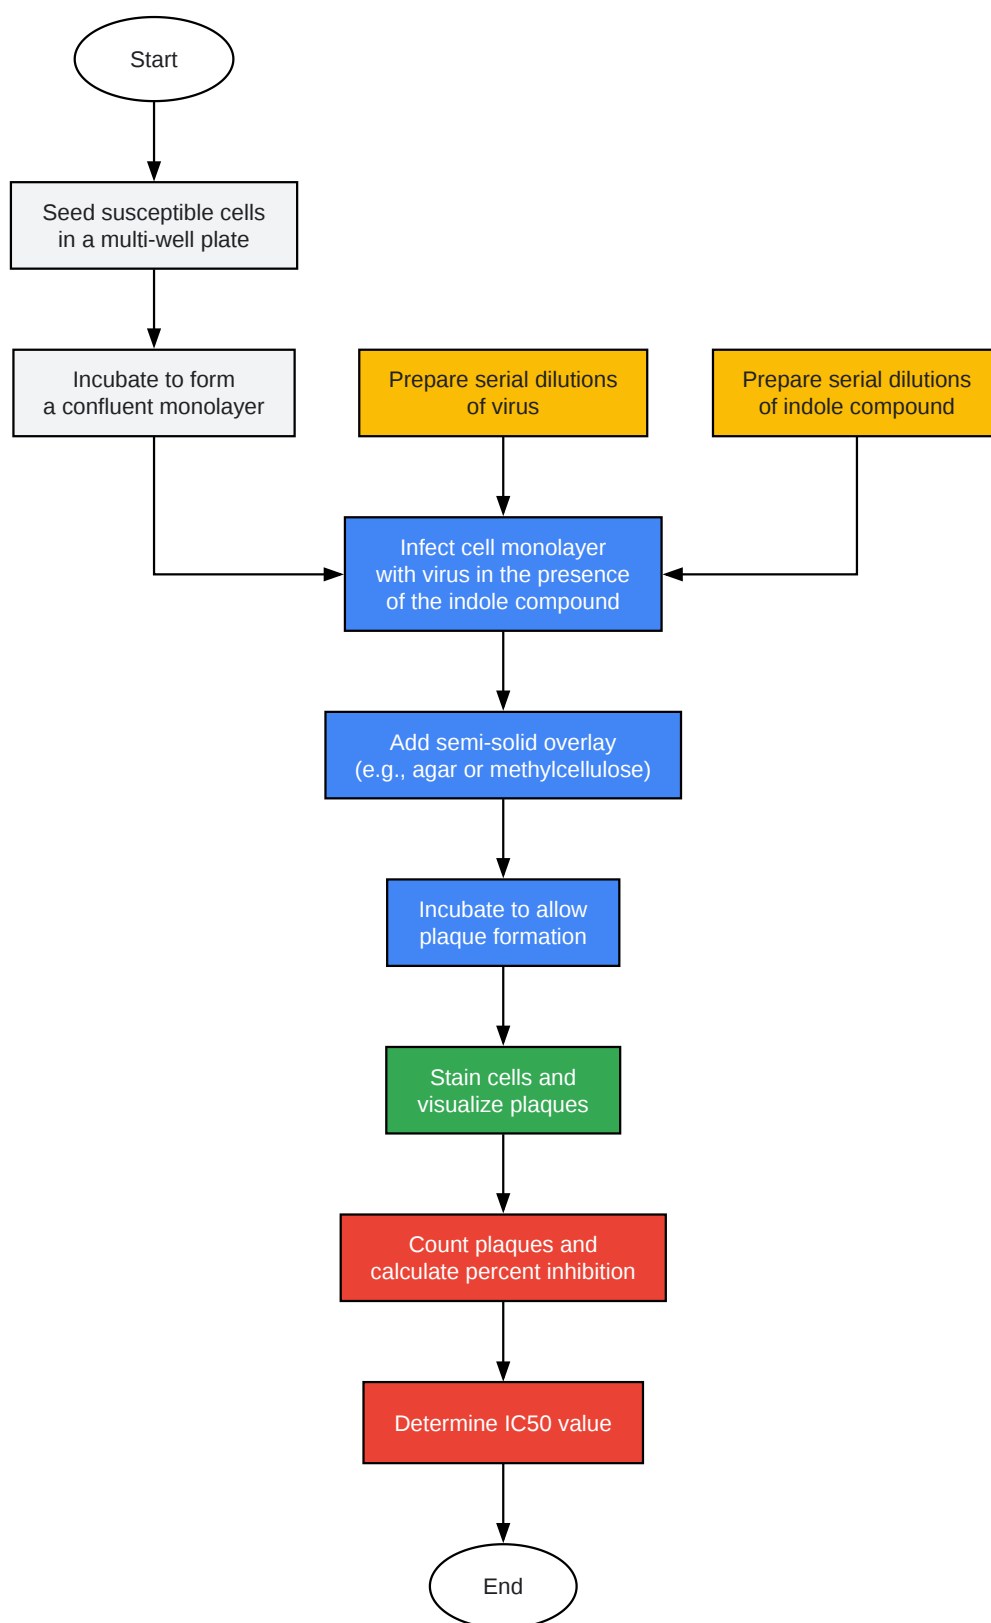 Start
Seed susceptible cells
in a multi-well plate
Incubate to form
a confluent monolayer
Prepare serial dilutions
of virus
Prepare serial dilutions
of indole compound
Infect cell monolayer
with virus in the presence
of the indole compound
Add semi-solid overlay
(e.g., agar or methylcellulose)
Incubate to allow
plaque formation
Stain cells and
visualize plaques
Count plaques and
calculate percent inhibition
Determine IC50 value
End